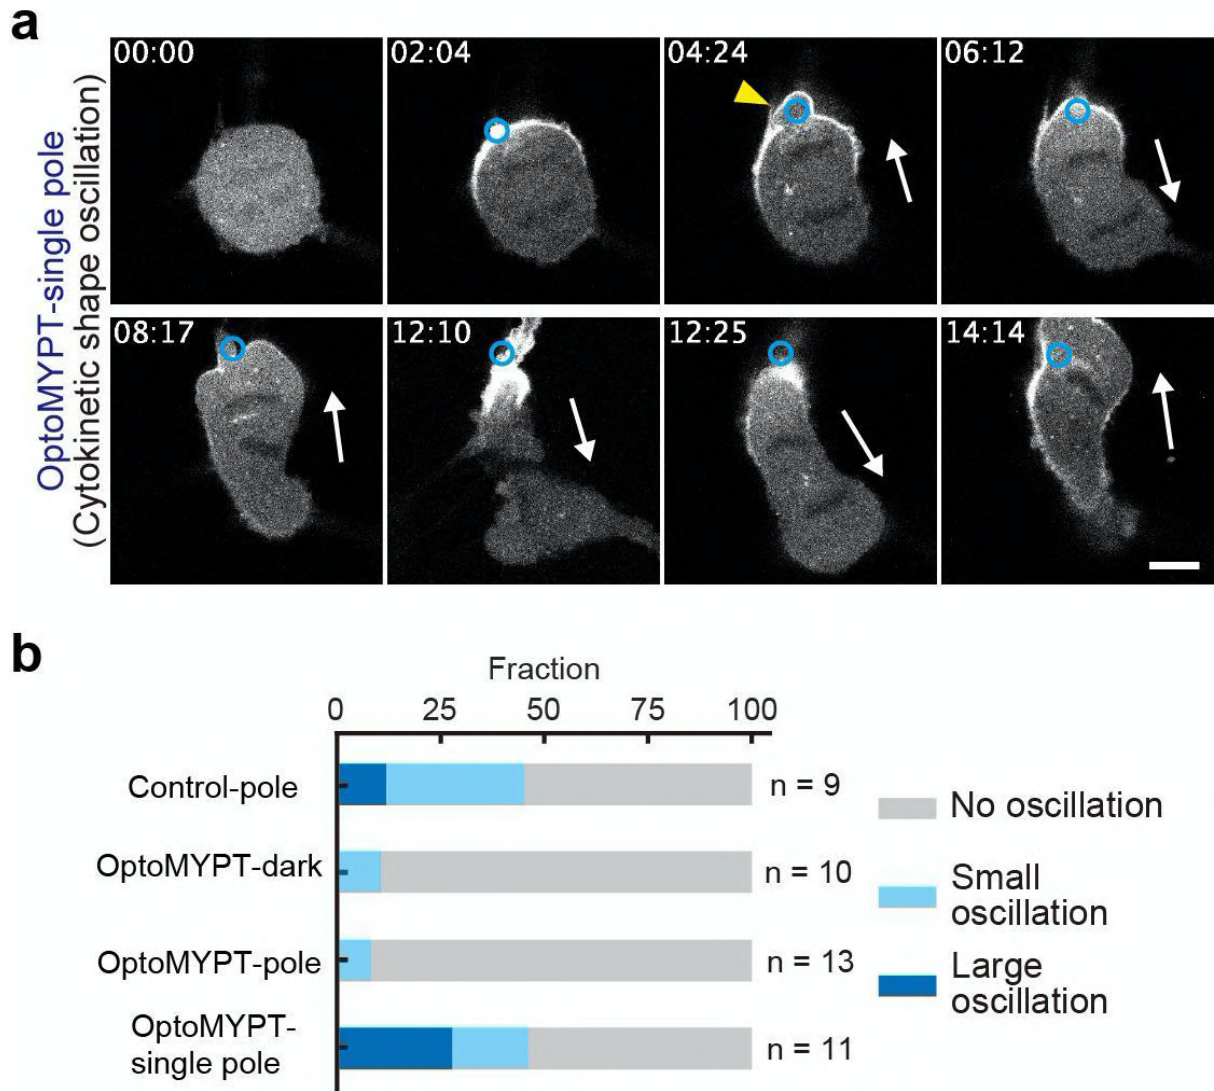 a
OptoMYPT-single pole
(Cytokinetic shape oscillation)
00:00
02:04
04:24
06:12
08:17
12:10
12:25
14:14
b
Fraction
0 25 50 75 100
Control-pole
n = 9
OptoMYPT-dark
n = 10
OptoMYPT-pole
n = 13
OptoMYPT-
single pole
n = 11
No oscillation
Small
oscillation
Large
oscillation